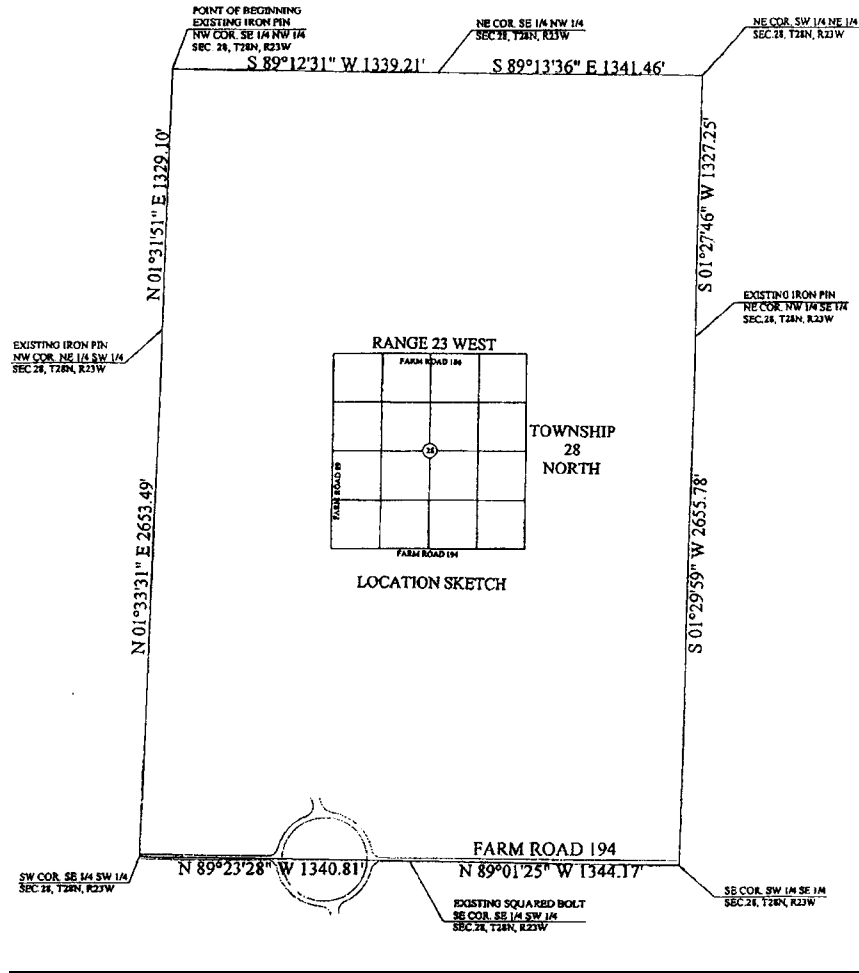 POINT OF BEGINNING
EXISTING IRON PIN
NW COR. SE 1/4 NW 1/4
SEC. 28, T28N, R23W
NE COR. SE 1/4 NW 1/4
SEC.28, T28N, R23W
NE COR. SW 1/4 NE 1/4
SEC.28, T28N, R23W
S 89°12'31" W 1339.21'
S 89°13'36" E 1341.46'
N 01°31'51" E 1329.10'
S 01°27'46" W 1327.25'
EXISTING IRON PIN
NE COR. NW 1/4 SE 1/4
SEC.28, T28N, R23W
EXISTING IRON PIN
NW COR. NE 1/4 SW 1/4
SEC.28, T28N, R23W
RANGE 23 WEST
FARM ROAD 186
TOWNSHIP
28
NORTH
28
FARM ROAD 89
FARM ROAD 194
LOCATION SKETCH
N 01°33'31" E 2653.49'
S 01°29'59" W 2655.78'
FARM ROAD 194
N 89°23'28" W 1340.81'
N 89°01'25" W 1344.17'
SW COR. SE 1/4 SW 1/4
SEC.28, T28N, R23W
EXISTING SQUARED BOLT
SE COR. SE 1/4 SW 1/4
SEC.28, T28N, R23W
SE COR. SW 1/4 SE 1/4
SEC.28, T28N, R23W